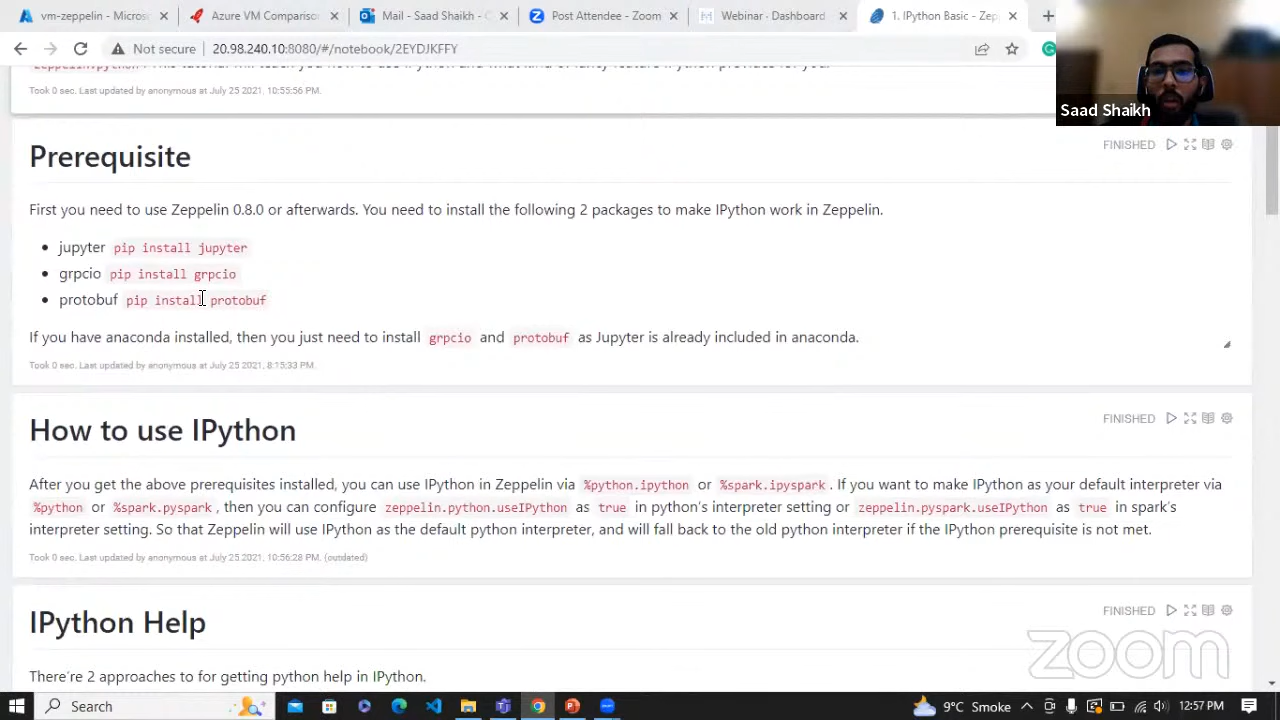 vm-zeppelin - Micros
Azure VM Comparis
Mail - Saad Shaikh - O
Post Attendee - Zoom
Webinar · Dashboard
1. IPython Basic - Zep
Not secure
20.98.240.10:8080/#/notebook/2EYDJKFFY
Took 0 sec. Last updated by anonymous at July 25 2021, 10:55:56 PM.
Saad Shaikh
Prerequisite
FINISHED
First you need to use Zeppelin 0.8.0 or afterwards. You need to install the following 2 packages to make IPython work in Zeppelin.
jupyter pip install jupyter
grpcio pip install grpcio
protobuf pip install protobuf
If you have anaconda installed, then you just need to install grpcio and protobuf as Jupyter is already included in anaconda.
Took 0 sec. Last updated by anonymous at July 25 2021, 8:15:33 PM.
How to use IPython
FINISHED
After you get the above prerequisites installed, you can use IPython in Zeppelin via %python.ipython or %spark.ipyspark. If you want to make IPython as your default interpreter via
%python or %spark.pyspark, then you can configure zeppelin.python.useIPython as true in python's interpreter setting or zeppelin.pyspark.useIPython as true in spark's
interpreter setting. So that Zeppelin will use IPython as the default python interpreter, and will fall back to the old python interpreter if the IPython prerequisite is not met.
Took 0 sec. Last updated by anonymous at July 25 2021, 10:56:28 PM. (outdated)
IPython Help
FINISHED
There're 2 approaches to for getting python help in IPython.
zoom
Search
9°C Smoke
12:57 PM